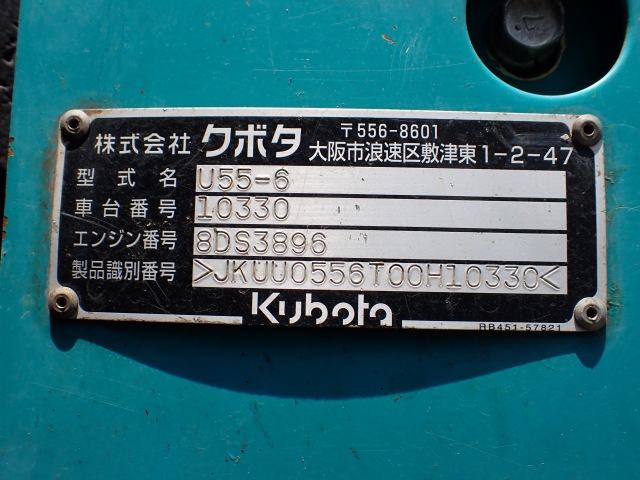 株式会社 クボタ 〒556-8601
大阪市浪速区敷津東1-2-47
型式名 U55-6
車台番号 10330
エンジン番号 8DS3896
製品識別番号 >JKUU0556T00H10330<
Kubota
RB451-57821